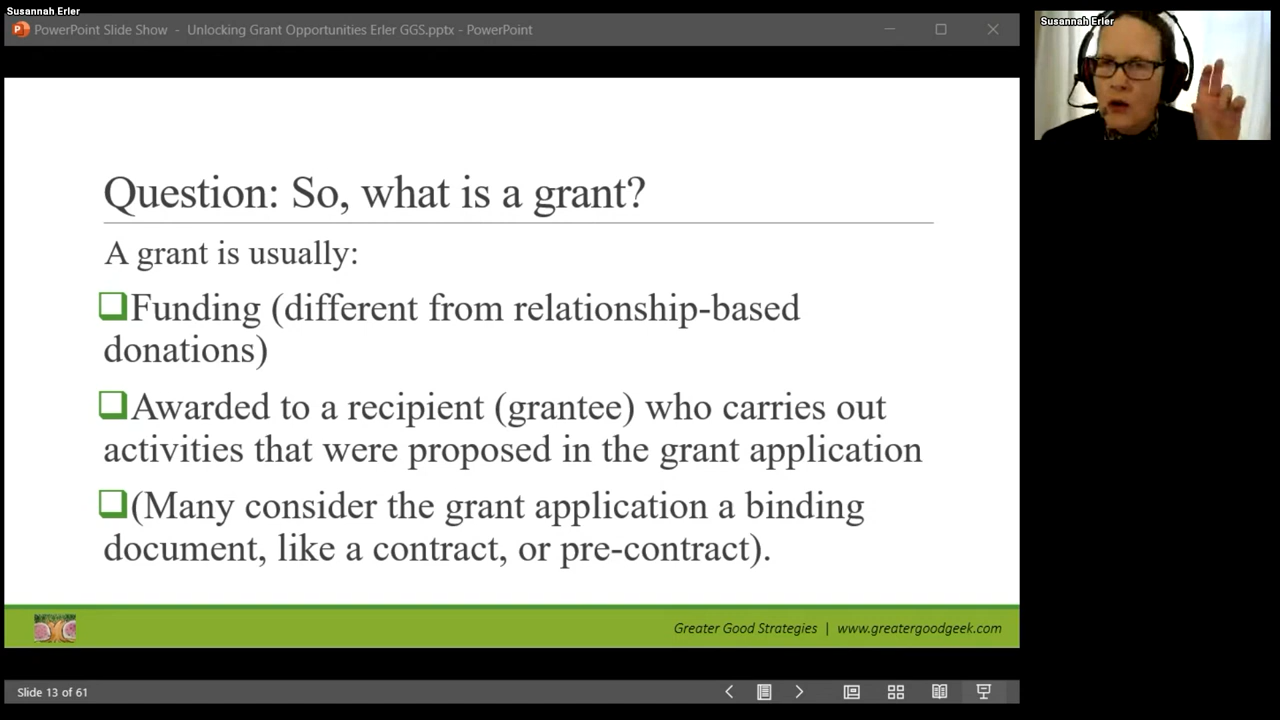 Susannah Erler
PowerPoint Slide Show - Unlocking Grant Opportunities Erler GGS.pptx - PowerPoint
Susannah Erler
Question: So, what is a grant?
A grant is usually:
Funding (different from relationship-based
donations)
Awarded to a recipient (grantee) who carries out
activities that were proposed in the grant application
(Many consider the grant application a binding
document, like a contract, or pre-contract).
Greater Good Strategies | www.greatergoodgeek.com
Slide 13 of 61